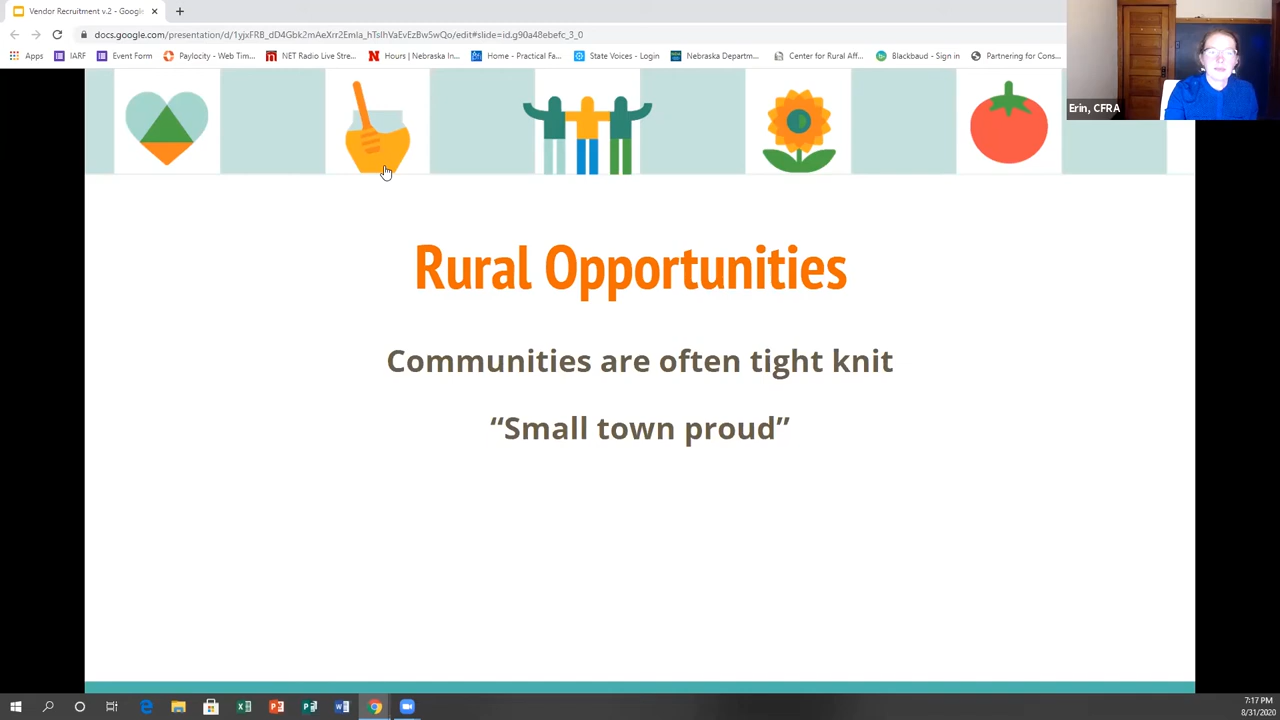 Vendor Recruitment v.2 - Google
docs.google.com/presentation/d/1yjxFRB_dD4Gbk2mAeXrr2Emla_hTslhVaEvEzBw5wQo/edit#slide=id.g90a48ebefc_3_0
Apps IARF Event Form Paylocity - Web Tim... NET Radio Live Stre... Hours | Nebraska In... Home - Practical Fa... State Voices - Login Nebraska Departm... Center for Rural Aff... Blackbaud - Sign in Partnering for Cons...
Erin, CFRA
Rural Opportunities
Communities are often tight knit
“Small town proud”
7:17 PM
8/31/2020